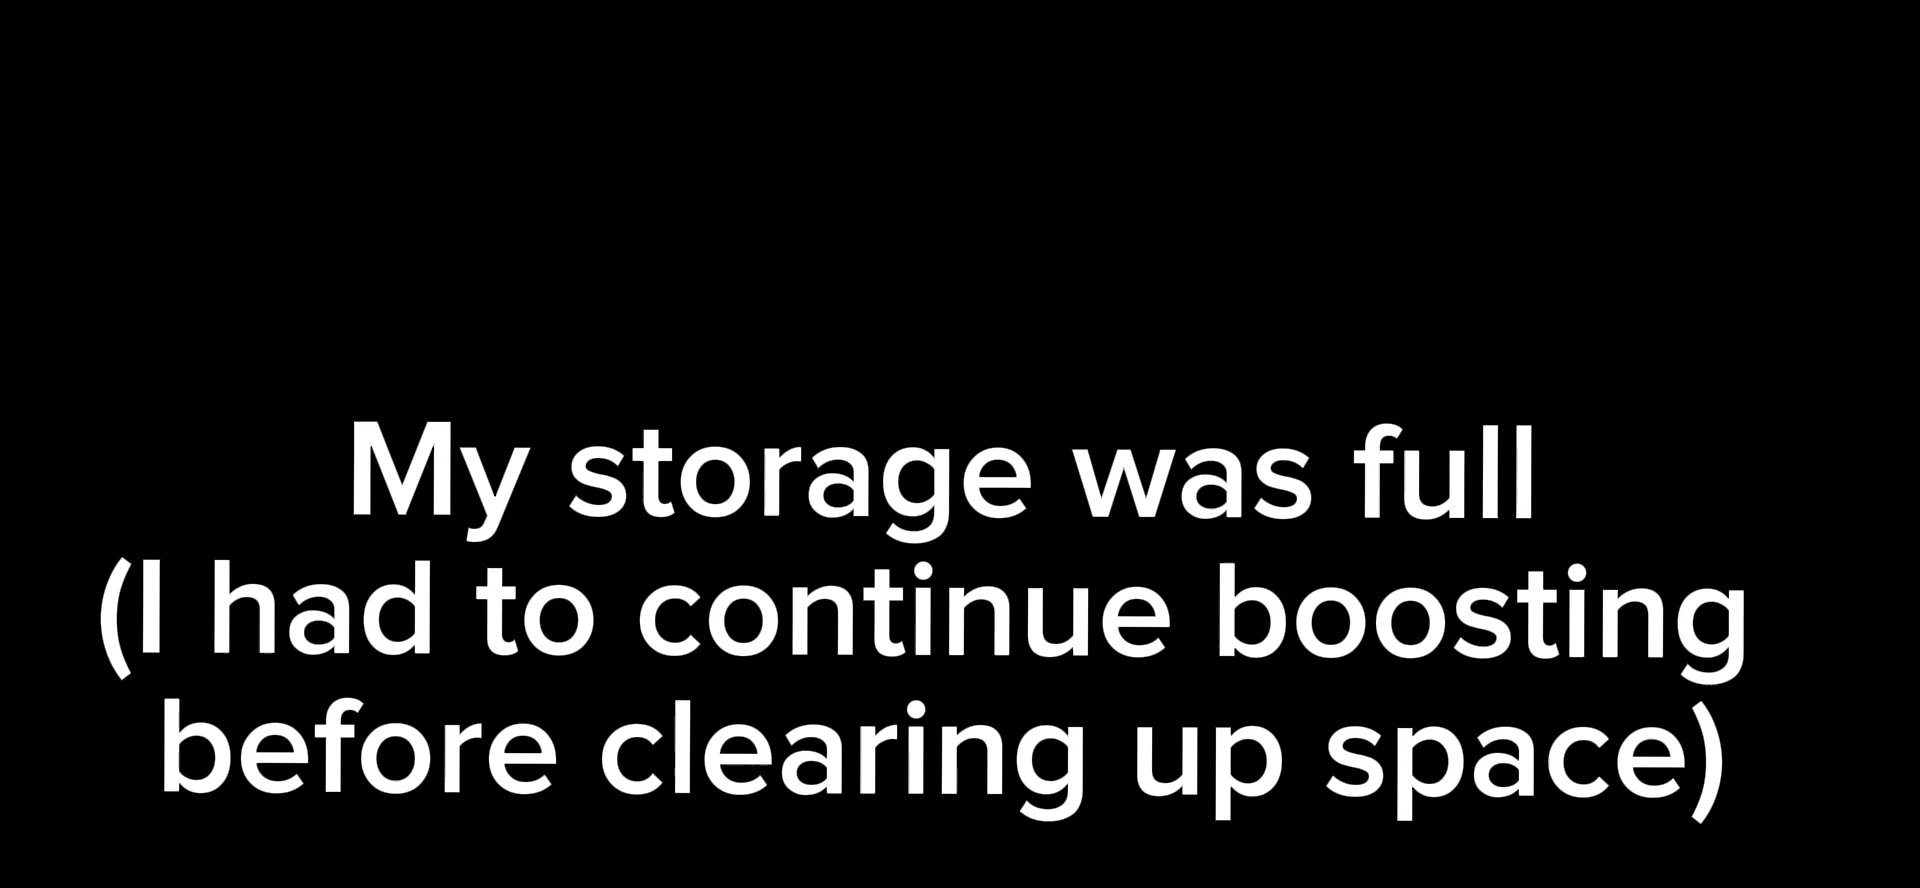 My storage was full
(I had to continue boosting
before clearing up space)